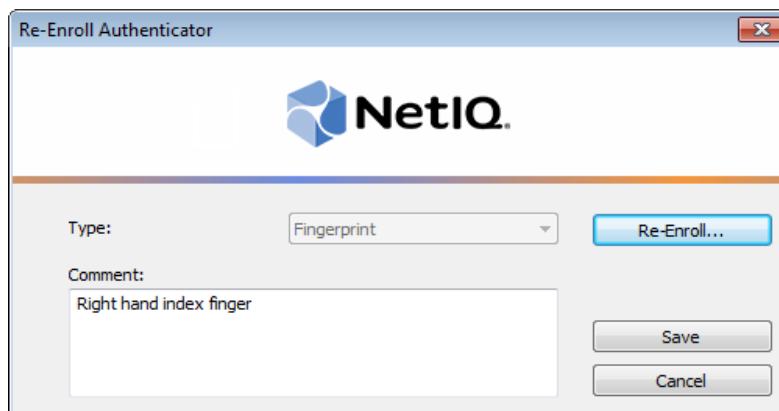 Re-Enroll Authenticator
NetIQ.
Type:
Fingerprint
Re-Enroll...
Comment:
Right hand index finger
Save
Cancel